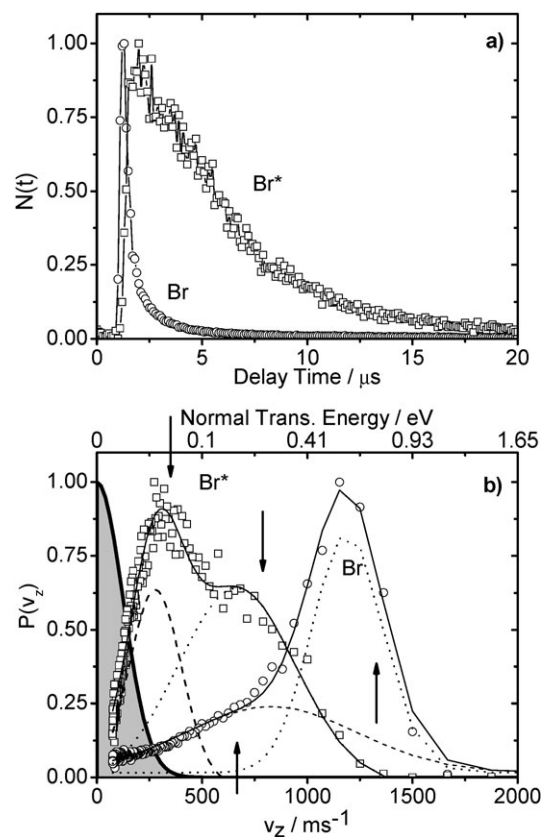 a)
1.00
0.75
0.50
0.25
0.00
N(t)
Br*
Br
0 5 10 15 20
Delay Time / μs
Normal Trans. Energy / eV
0 0.1 0.41 0.93 1.65
b)
1.00
0.75
0.50
0.25
0.00
P(v_z)
Br*
Br
0 500 1000 1500 2000
v_z / ms⁻¹